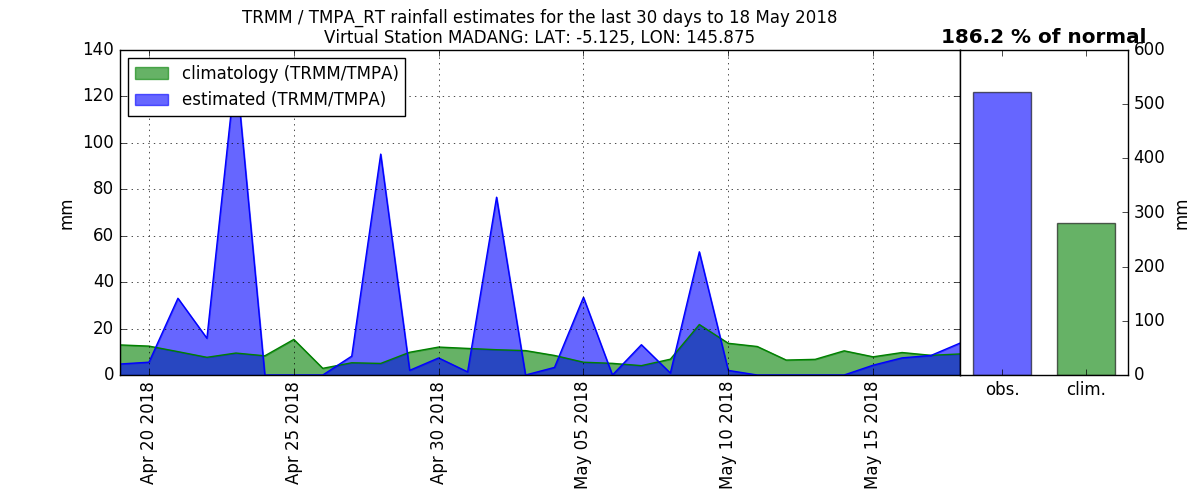 TRMM / TMPA_RT rainfall estimates for the last 30 days to 18 May 2018
Virtual Station MADANG: LAT: -5.125, LON: 145.875
186.2 % of normal
climatology (TRMM/TMPA)
estimated (TRMM/TMPA)
140
120
100
80
60
40
20
0
mm
Apr 20 2018
Apr 25 2018
Apr 30 2018
May 05 2018
May 10 2018
May 15 2018
600
500
400
300
200
100
0
mm
obs.
clim.